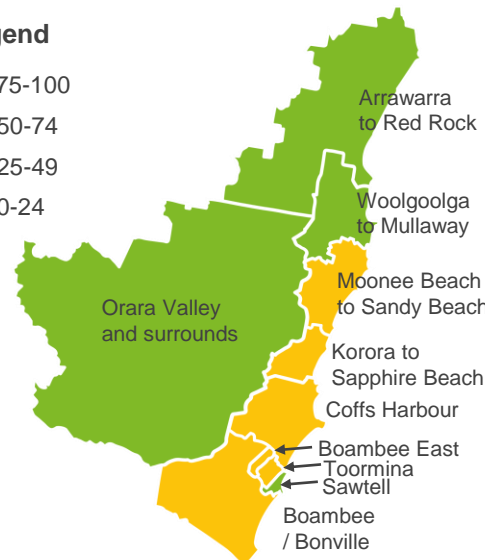 gend
75-100
50-74
25-49
0-24
Arrawarra
to Red Rock
Woolgoolga
to Mullaway
Moonee Beach
to Sandy Beach
Orara Valley
and surrounds
Korora to
Sapphire Beach
Coffs Harbour
Boambee East
Toormina
Sawtell
Boambee
/ Bonville